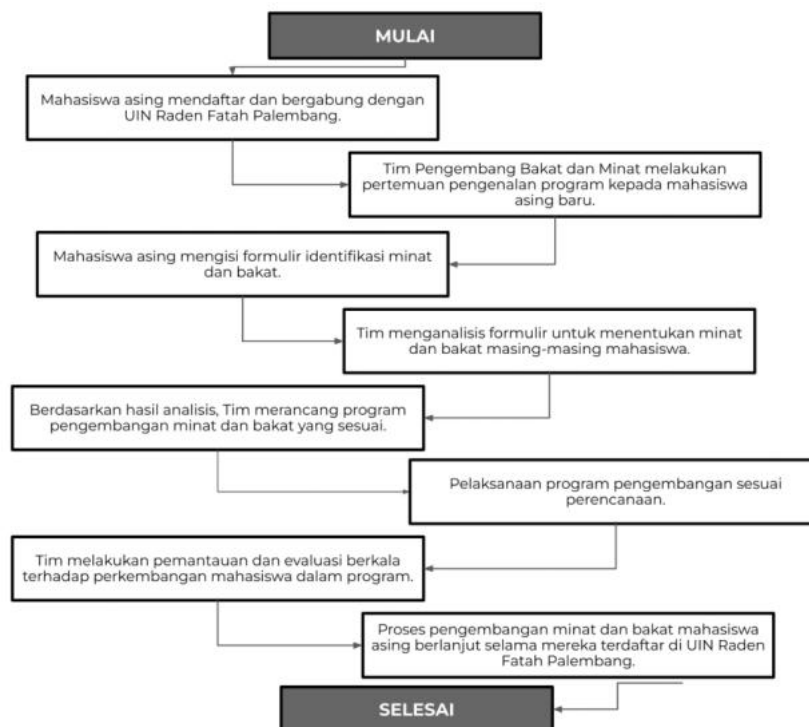 MULAI
Mahasiswa asing mendaftar dan bergabung dengan
UIN Raden Fatah Palembang.
Tim Pengembang Bakat dan Minat melakukan
pertemuan pengenalan program kepada mahasiswa
asing baru.
Mahasiswa asing mengisi formulir identifikasi minat
dan bakat.
Tim menganalisis formulir untuk menentukan minat
dan bakat masing-masing mahasiswa.
Berdasarkan hasil analisis, Tim merancang program
pengembangan minat dan bakat yang sesuai.
Pelaksanaan program pengembangan sesuai
perencanaan.
Tim melakukan pemantauan dan evaluasi berkala
terhadap perkembangan mahasiswa dalam program.
Proses pengembangan minat dan bakat mahasiswa
asing berlanjut selama mereka terdaftar di UIN Raden
Fatah Palembang.
SELESAI